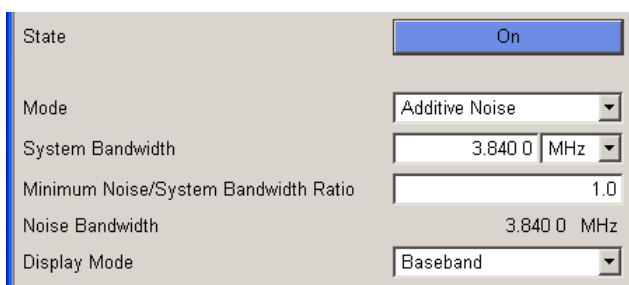 State On
Mode Additive Noise
System Bandwidth 3.840 0 MHz
Minimum Noise/System Bandwidth Ratio 1.0
Noise Bandwidth 3.840 0 MHz
Display Mode Baseband